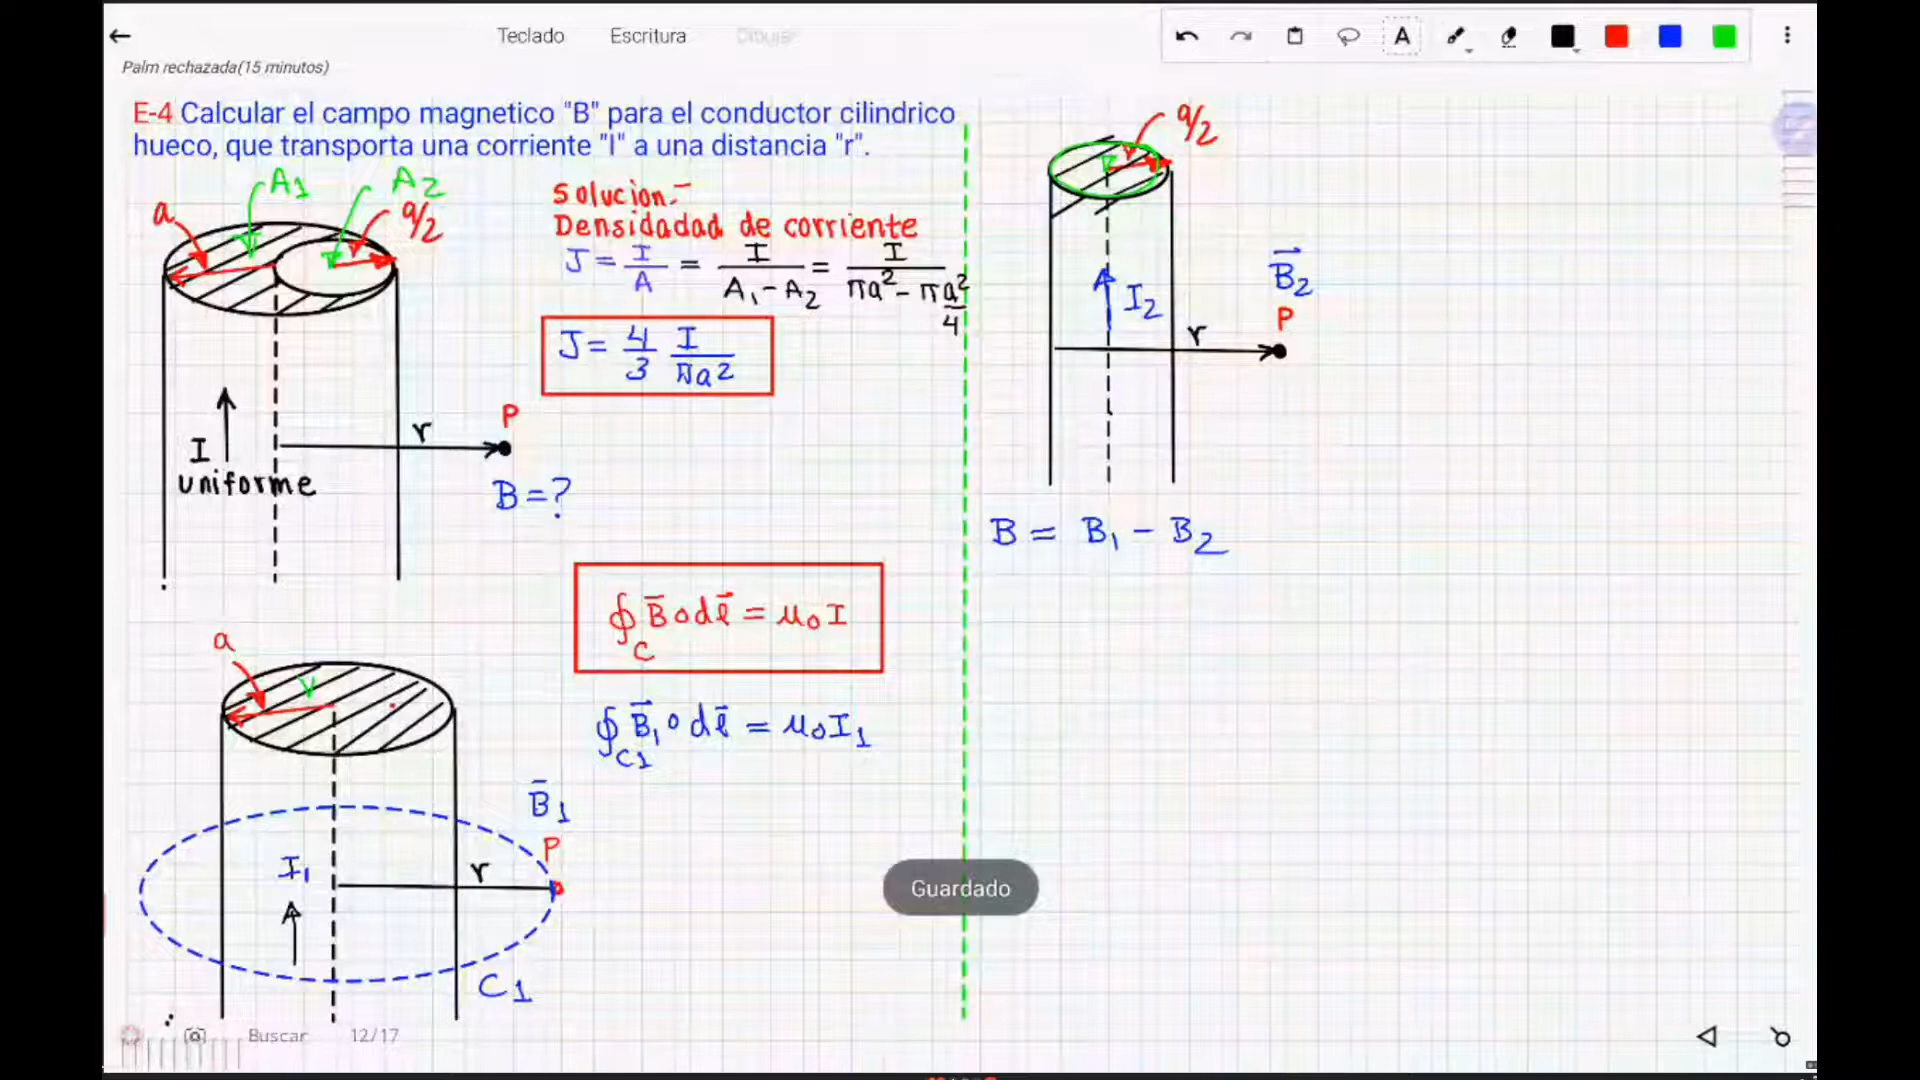 Teclado Escritura Dibujar
A
Palm rechazada(15 minutos)
E-4 Calcular el campo magnetico "B" para el conductor cilindrico
hueco, que transporta una corriente "I" a una distancia "r".
A1 A2
a a/2
Solucion.-
Densidadad de corriente
J = I/A = I/(A1 - A2) = I/(πa² - πa²/4)
J = 4/3 I/πa²
I
uniforme
r
P
B = ?
∮C B̅ ∘ dℓ̅ = μ0 I
a
∮C1 B̅1 ∘ dℓ̅ = μ0 I1
B̅1
P
I1
r
C1
a/2
I2
B̅2
P
r
B = B1 - B2
Guardado
Buscar 12/17